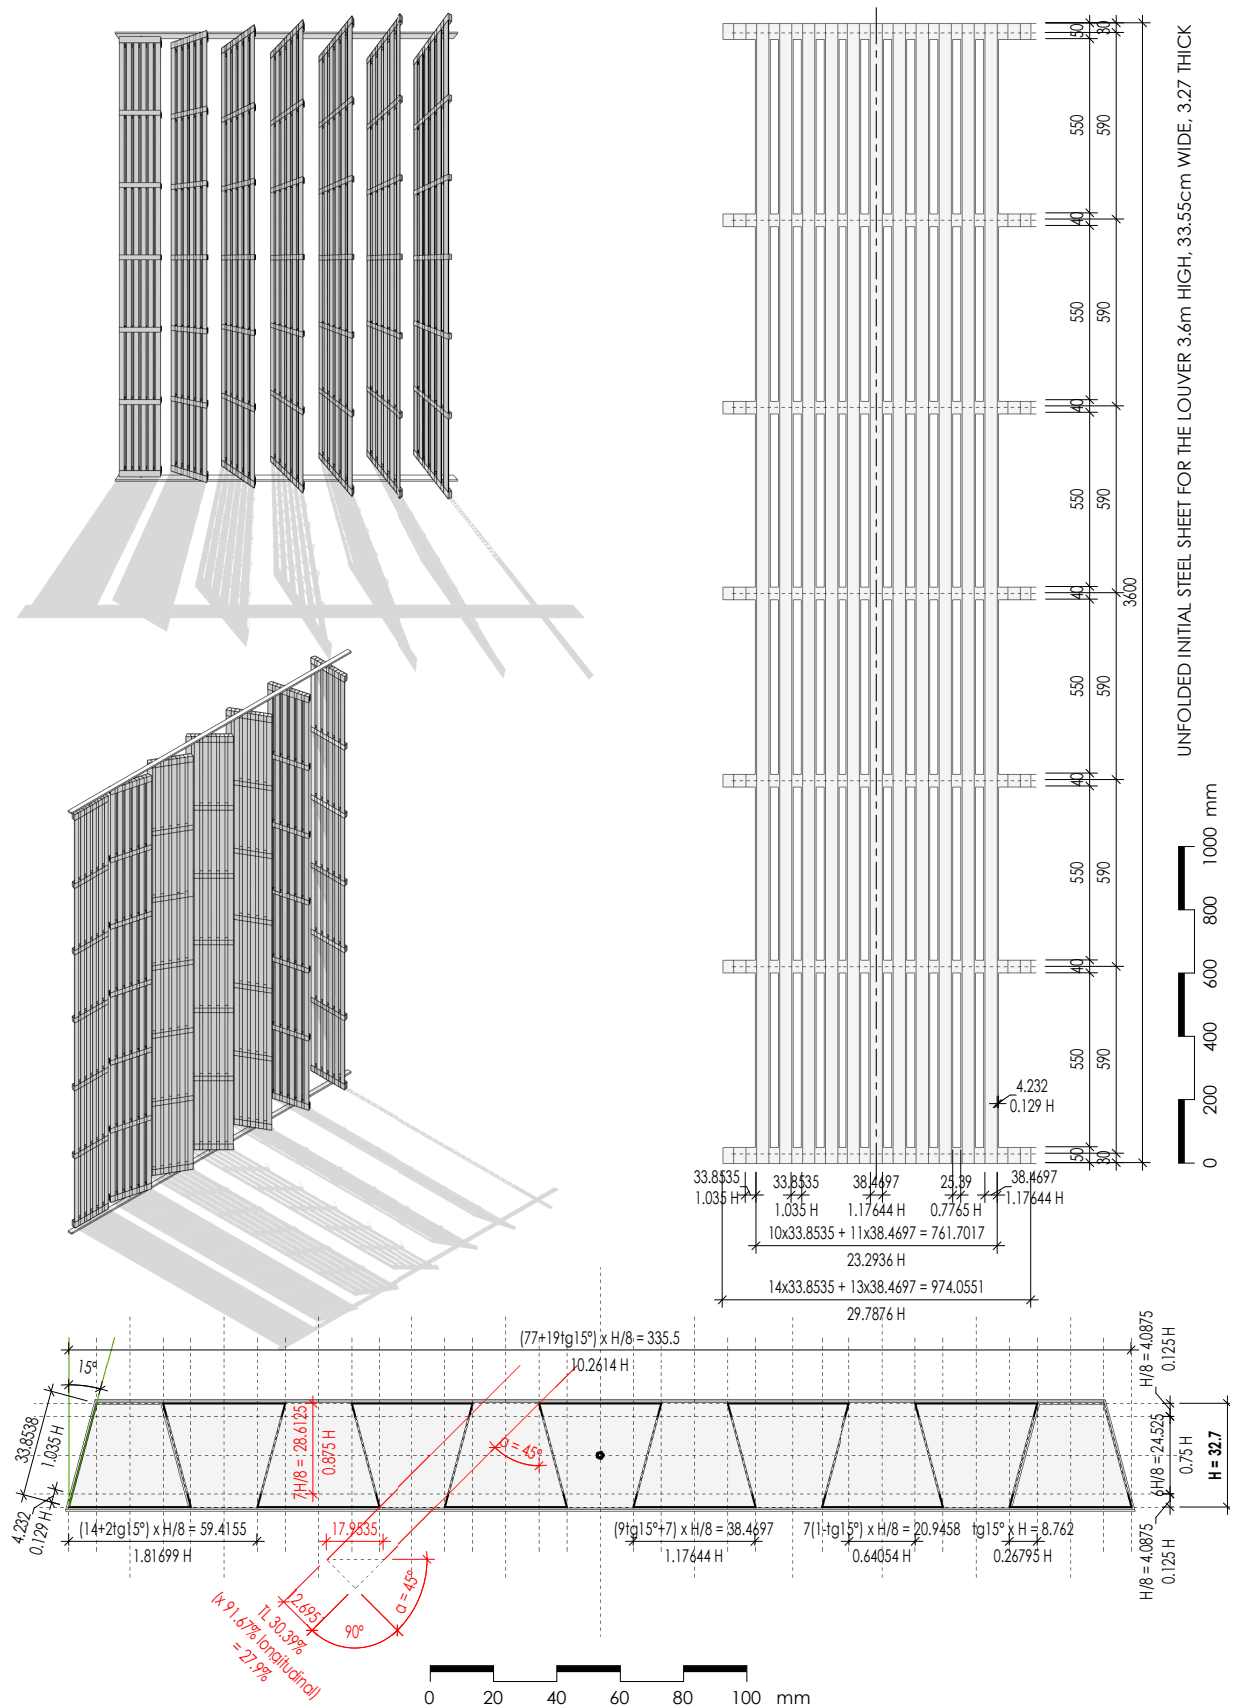 50
30
550
590
40
550
590
40
550
590
40
3600
550
590
40
550
590
40
550
590
4.232
0.129 H
50
30
UNFOLDED INITIAL STEEL SHEET FOR THE LOUVER 3.6m HIGH, 33.55cm WIDE, 3.27 THICK
0 200 400 600 800 1000 mm
33.8535 33.8535 38.4697 25.39 38.4697
1.035 H 1.035 H 1.17644 H 0.7765 H 1.17644 H
10x33.8535 + 11x38.4697 = 761.7017
23.2936 H
14x33.8535 + 13x38.4697 = 974.0551
29.7876 H
(77+19tg15°) x H/8 = 335.5
10.2614 H
15°
33.8538
1.035 H
4.232
0.129 H
7H/8 = 28.6125
0.875 H
α = 45°
H/8 = 4.0875
0.125 H
6H/8 = 24.525
0.75 H
H = 32.7
H/8 = 4.0875
0.125 H
(14+2tg15°) x H/8 = 59.4155
1.81699 H
17.9535
(9tg15°+7) x H/8 = 38.4697
1.17644 H
7(1-tg15°) x H/8 = 20.9458
0.64054 H
tg15° x H = 8.762
0.26795 H
α = 45°
90°
TL 30.39%
(x 91.67% longitudinal)
= 27.9%
0 20 40 60 80 100 mm